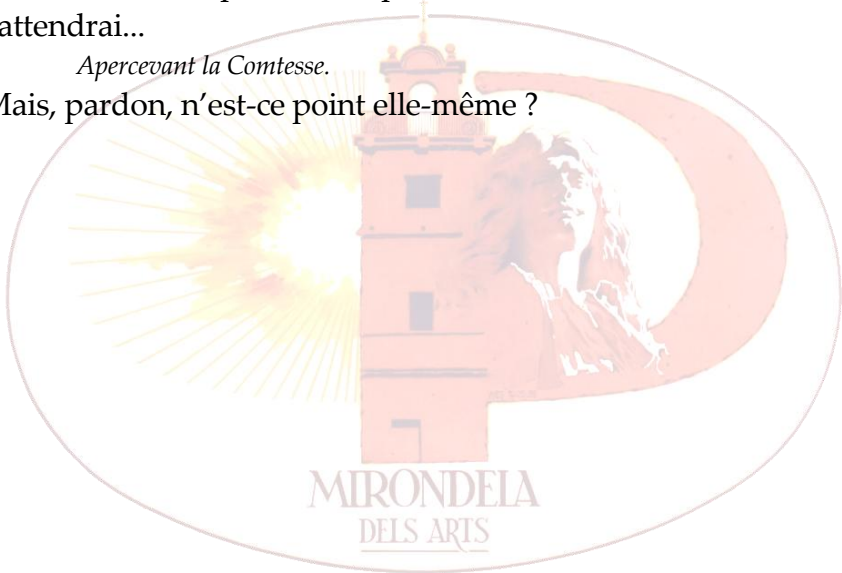 attendrai...
Apercevant la Comtesse.
Mais, pardon, n’est-ce point elle-même ?
MIRONDELA
DELS ARTS